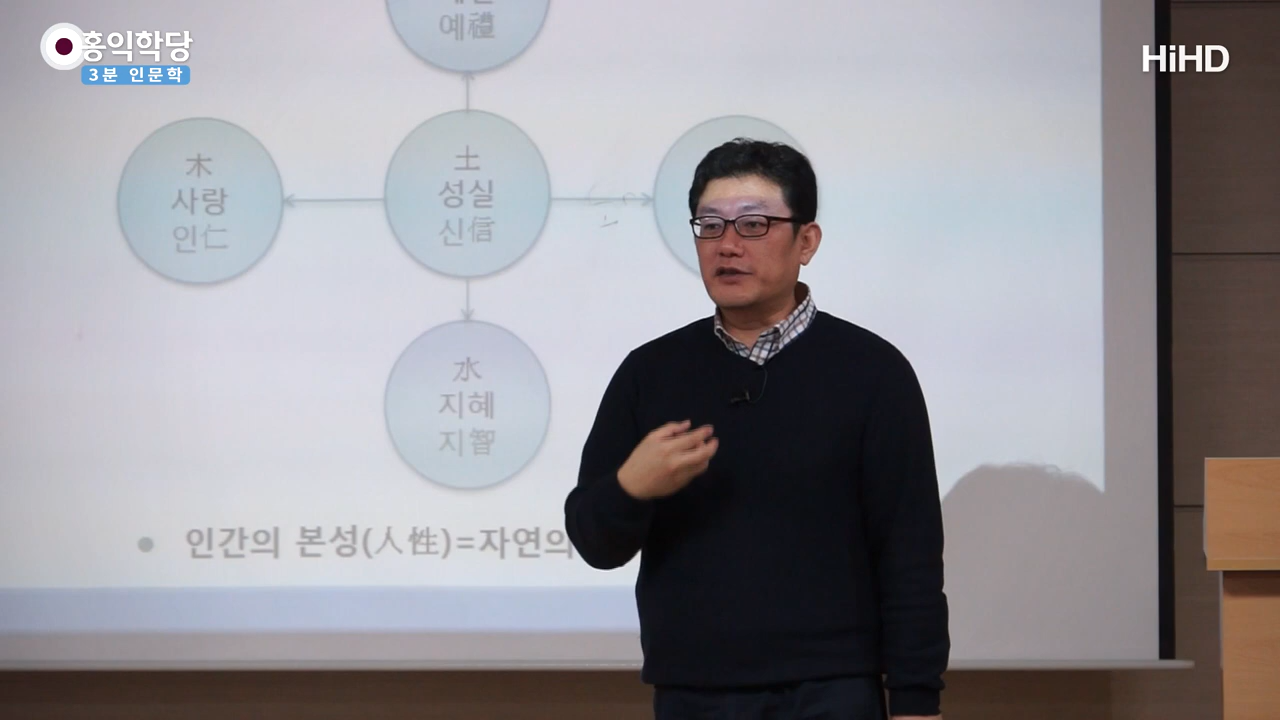 홍익학당
3분 인문학
HiHD
예禮
木
사랑
인仁
土
성실
신信
水
지혜
지智
• 인간의 본성(人性)=자연의